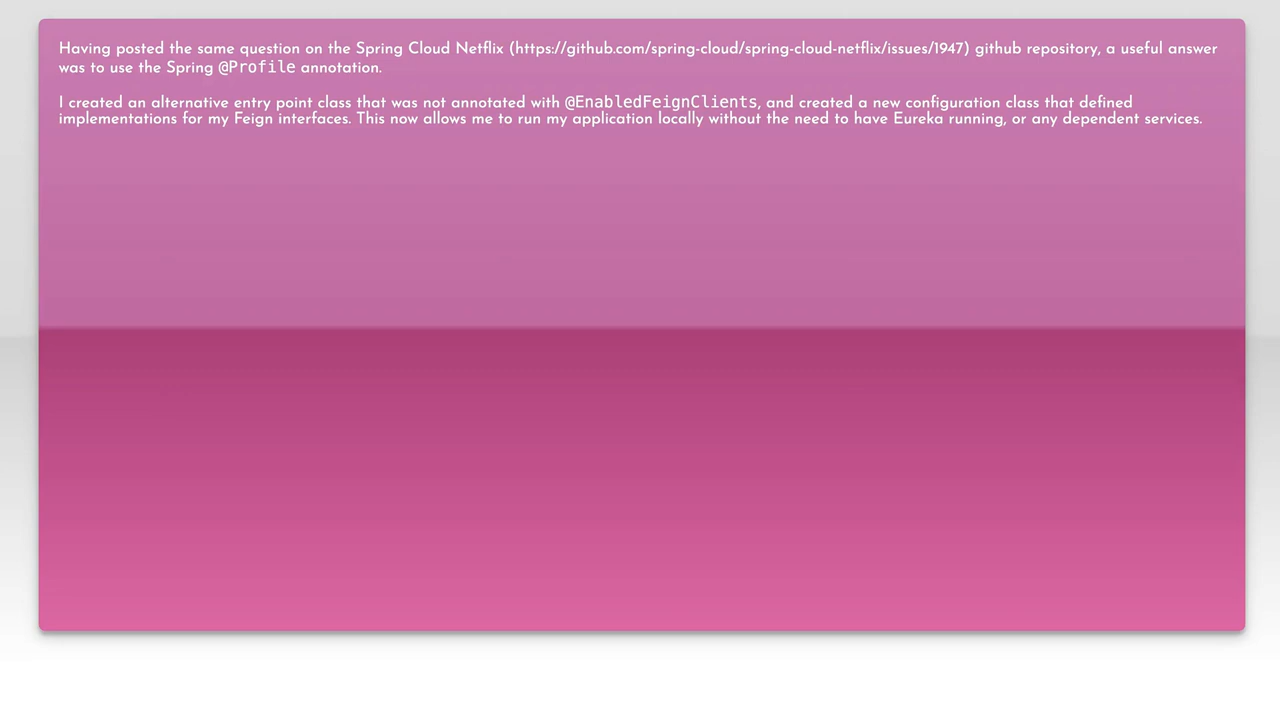 Having posted the same question on the Spring Cloud Netflix (https://github.com/spring-cloud/spring-cloud-netflix/issues/1947) github repository, a useful answer
was to use the Spring @Profile annotation.
I created an alternative entry point class that was not annotated with @EnabledFeignClients, and created a new configuration class that defined
implementations for my Feign interfaces. This now allows me to run my application locally without the need to have Eureka running, or any dependent services.